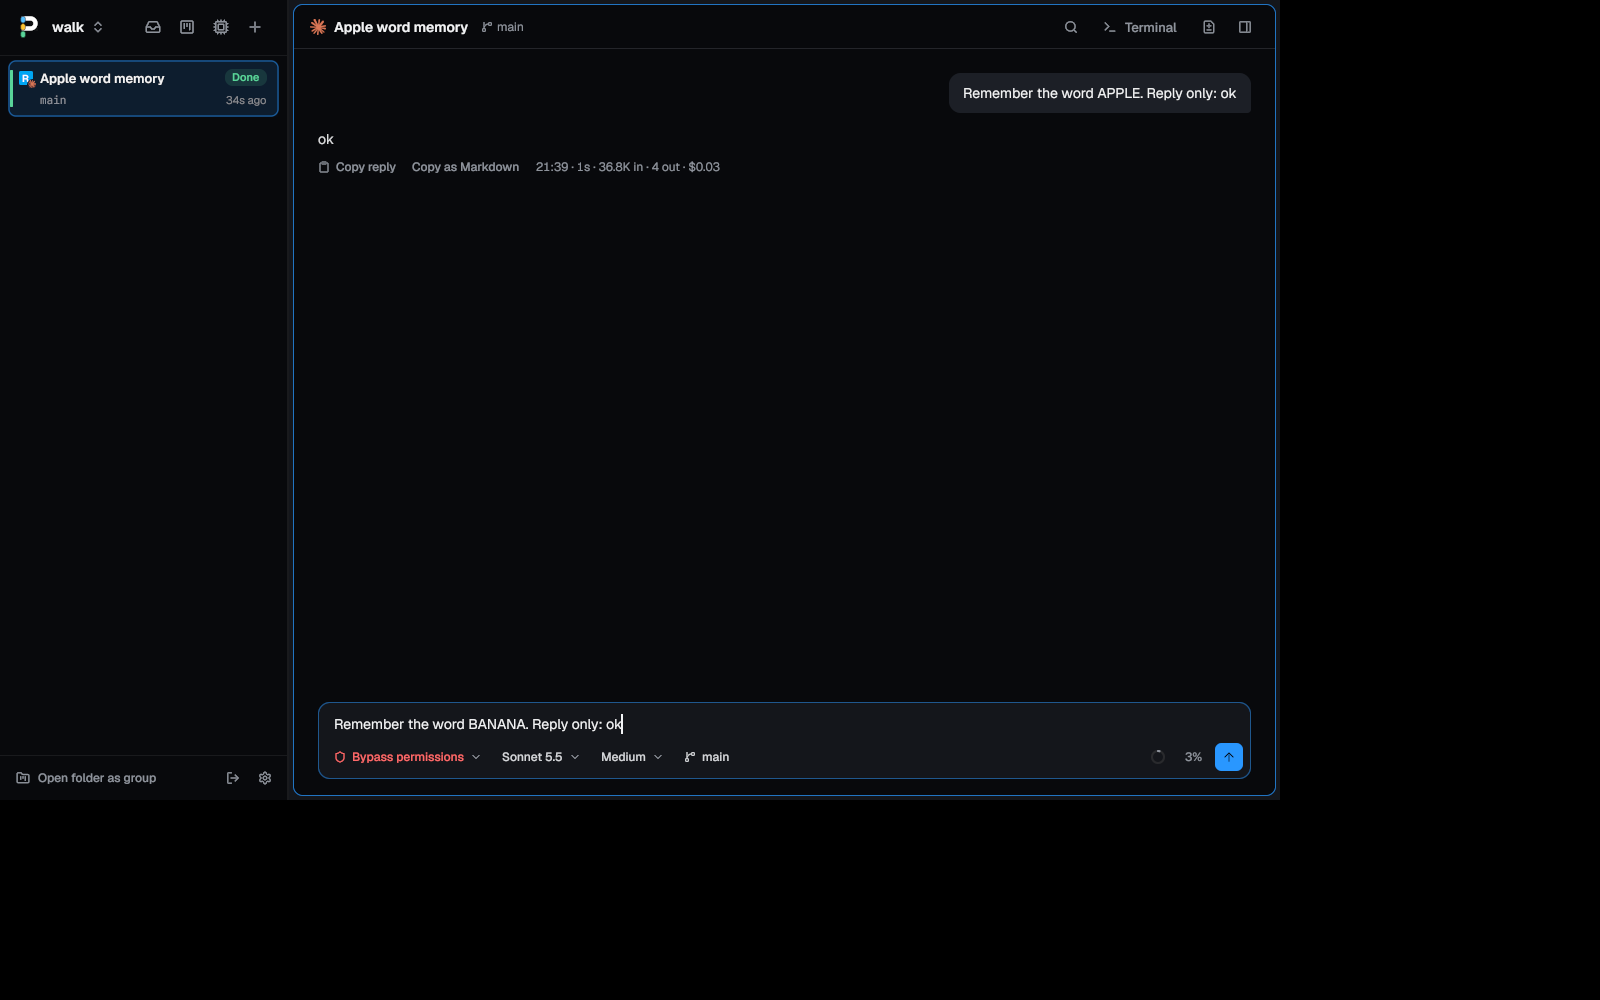 walk
Apple word memory
Done
main
34s ago
Open folder as group
Apple word memory
main
Terminal
Remember the word APPLE. Reply only: ok
ok
Copy reply
Copy as Markdown
21:39 · 1s · 36.8K in · 4 out · $0.03
Remember the word BANANA. Reply only: ok
Bypass permissions
Sonnet 5.5
Medium
main
3%